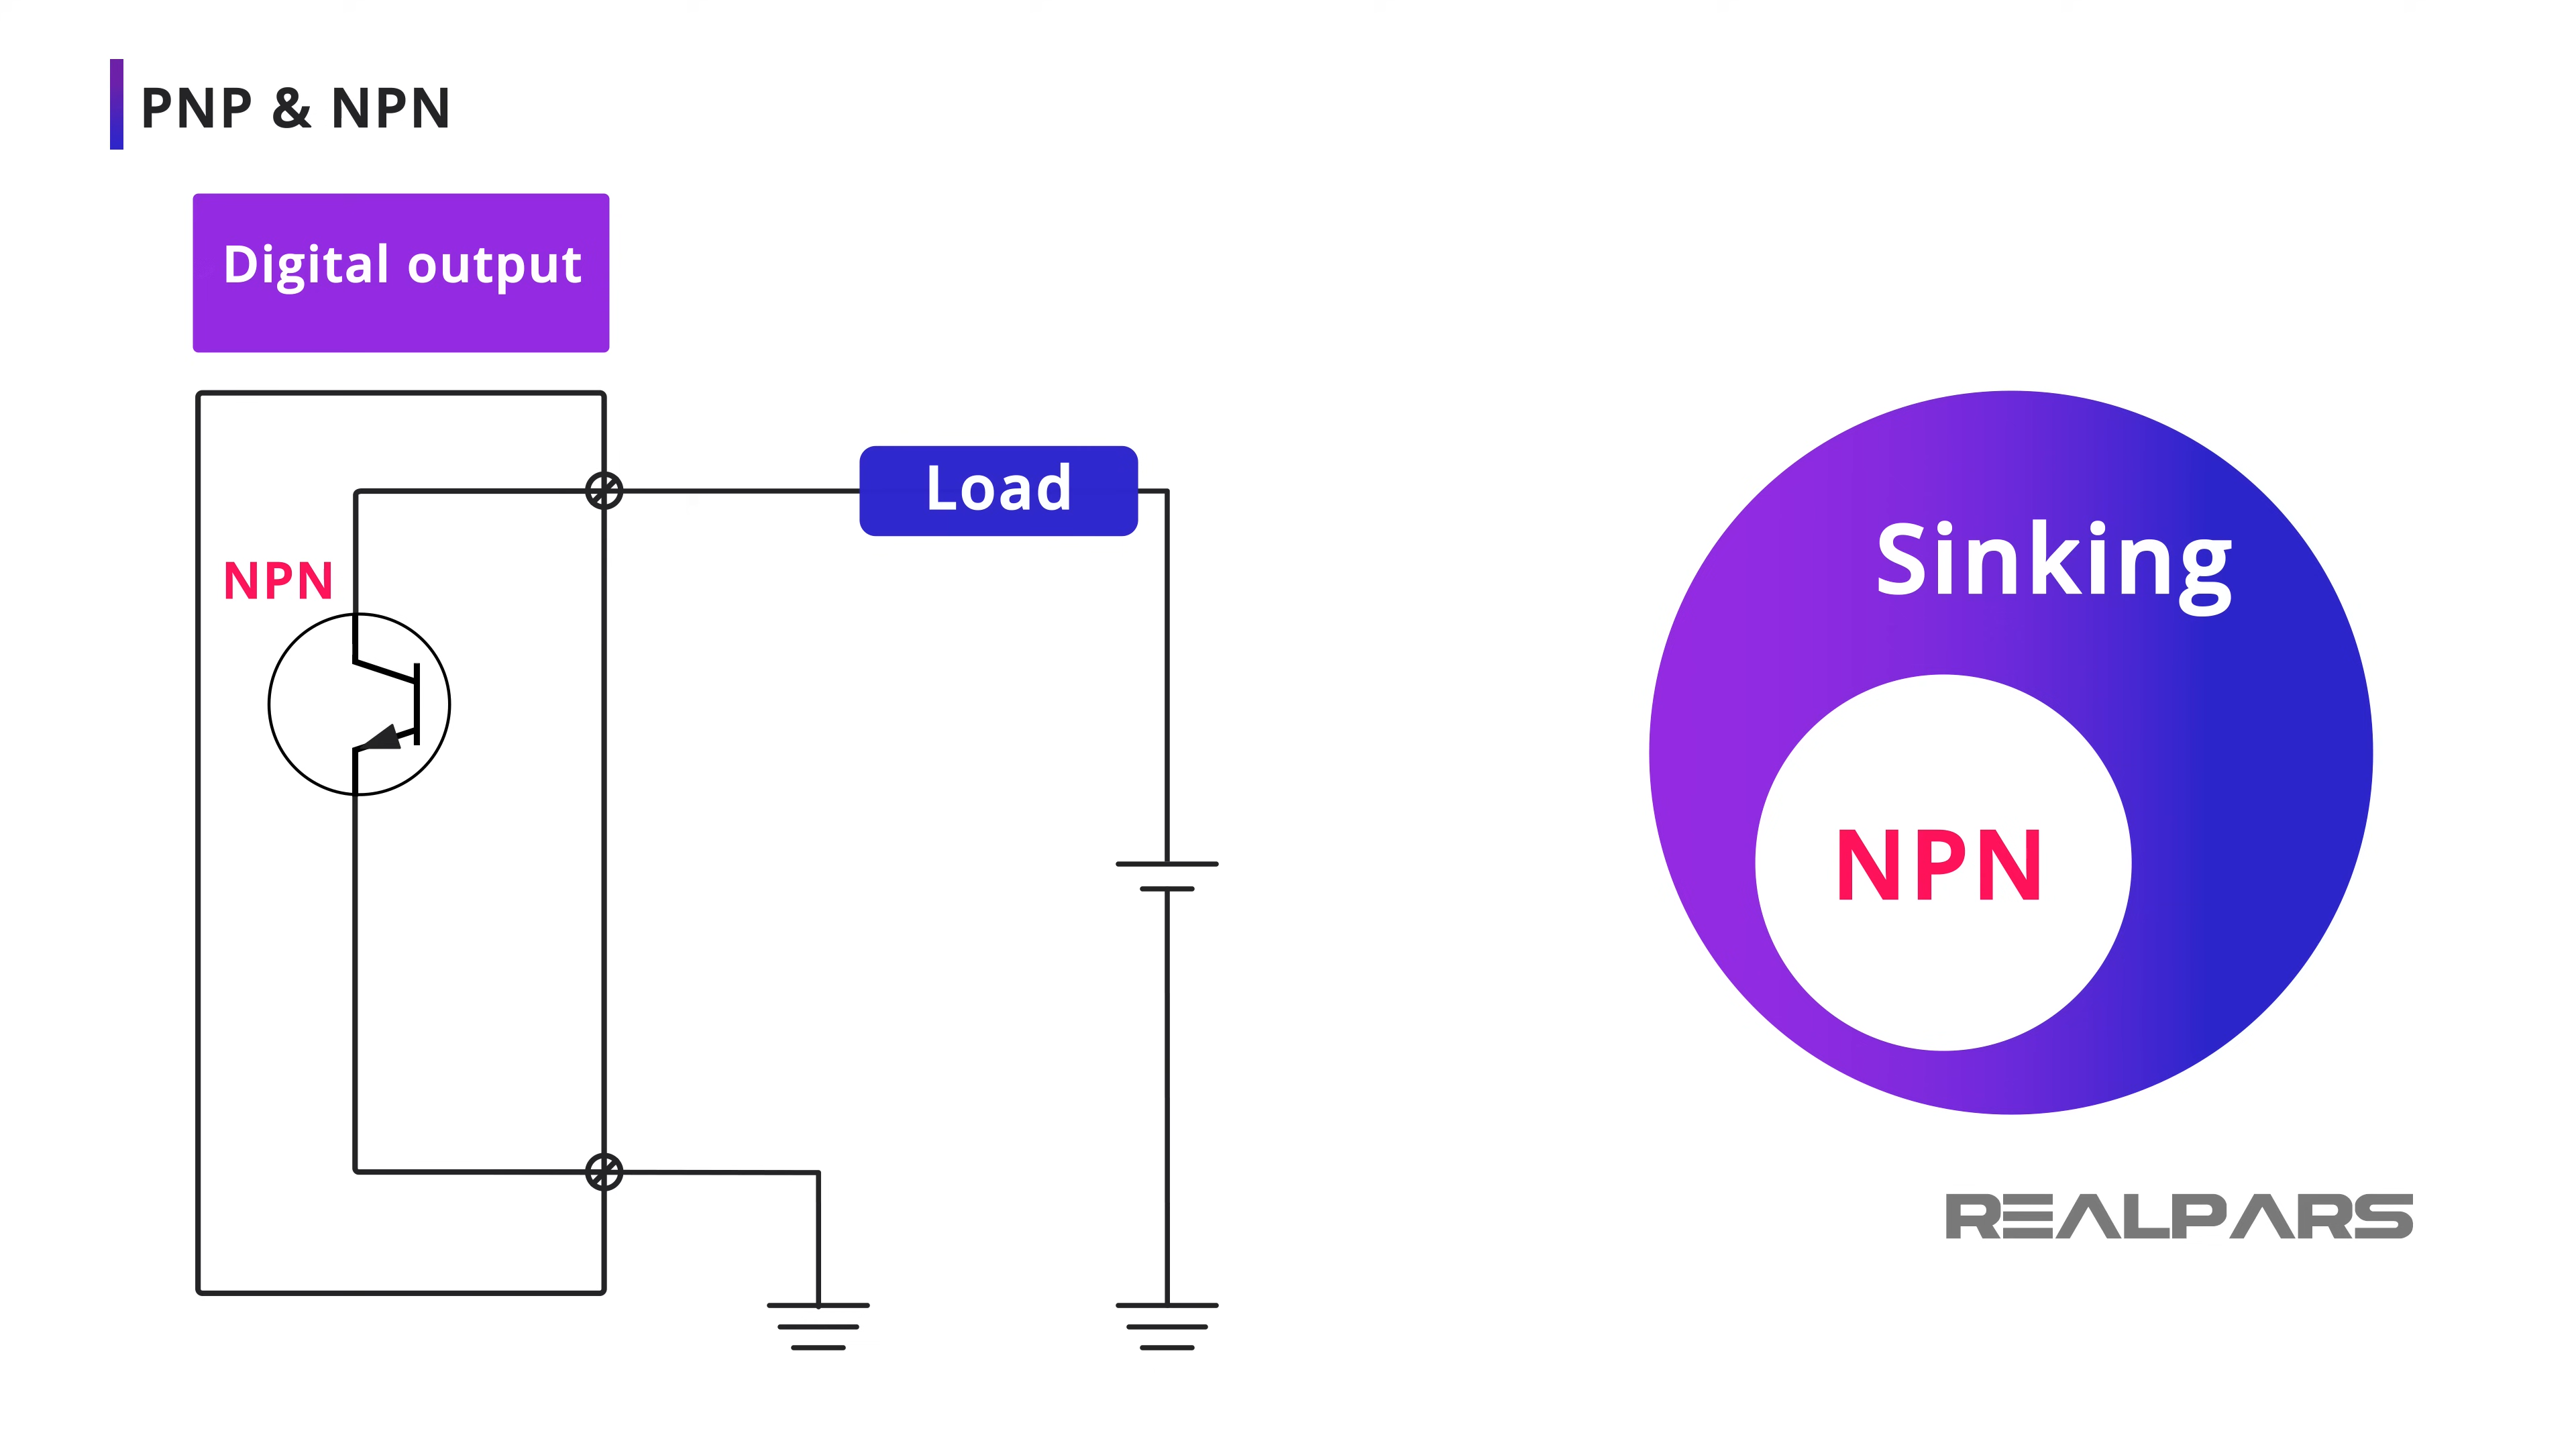 PNP & NPN
Digital output
Load
NPN
Sinking
NPN
REALPARS